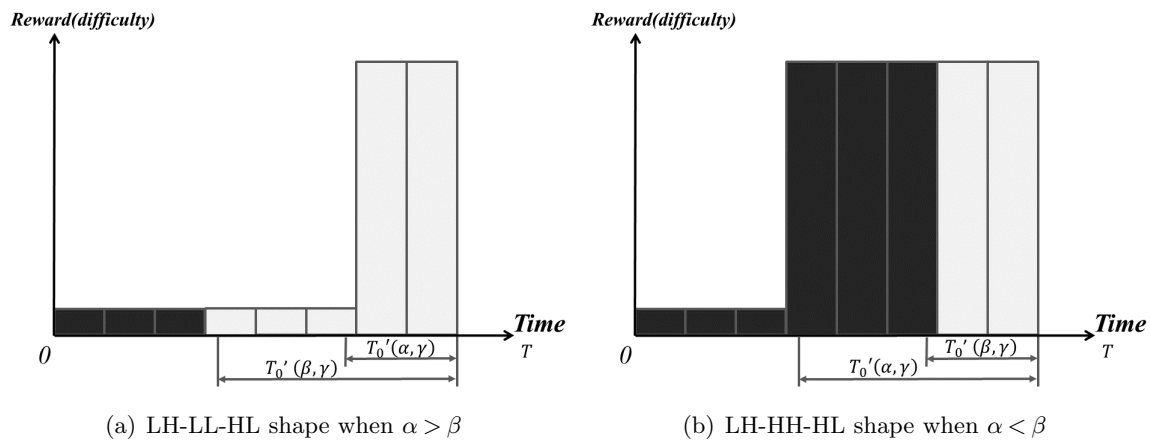 Reward(difficulty)
Time
0
T
T₀′(α,γ)
T₀′(β,γ)
(a) LH-LL-HL shape when α > β
Reward(difficulty)
Time
0
T
T₀′(β,γ)
T₀′(α,γ)
(b) LH-HH-HL shape when α < β